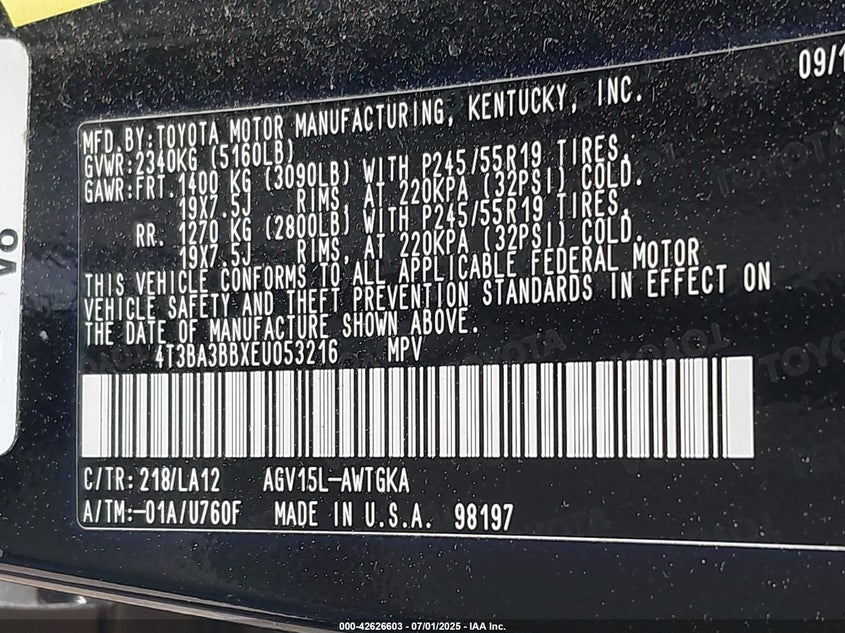 09/1
MFD.BY:TOYOTA MOTOR MANUFACTURING, KENTUCKY, INC.
GVWR:2340KG (5160LB)
GAWR:FRT.1400 KG (3090LB) WITH P245/55R19 TIRES,
19X7.5J RIMS, AT 220KPA (32PSI) COLD.
RR. 1270 KG (2800LB) WITH P245/55R19 TIRES,
19X7.5J RIMS, AT 220KPA (32PSI) COLD.
THIS VEHICLE CONFORMS TO ALL APPLICABLE FEDERAL MOTOR
VEHICLE SAFETY AND THEFT PREVENTION STANDARDS IN EFFECT ON
THE DATE OF MANUFACTURE SHOWN ABOVE.
4T3BA3BBXEU053216 MPV
C/TR:218/LA12 AGV15L-AWTGKA
A/TM:-01A/U760F MADE IN U.S.A. 98197
000-42626603 - 07/01/2025 - IAA Inc.